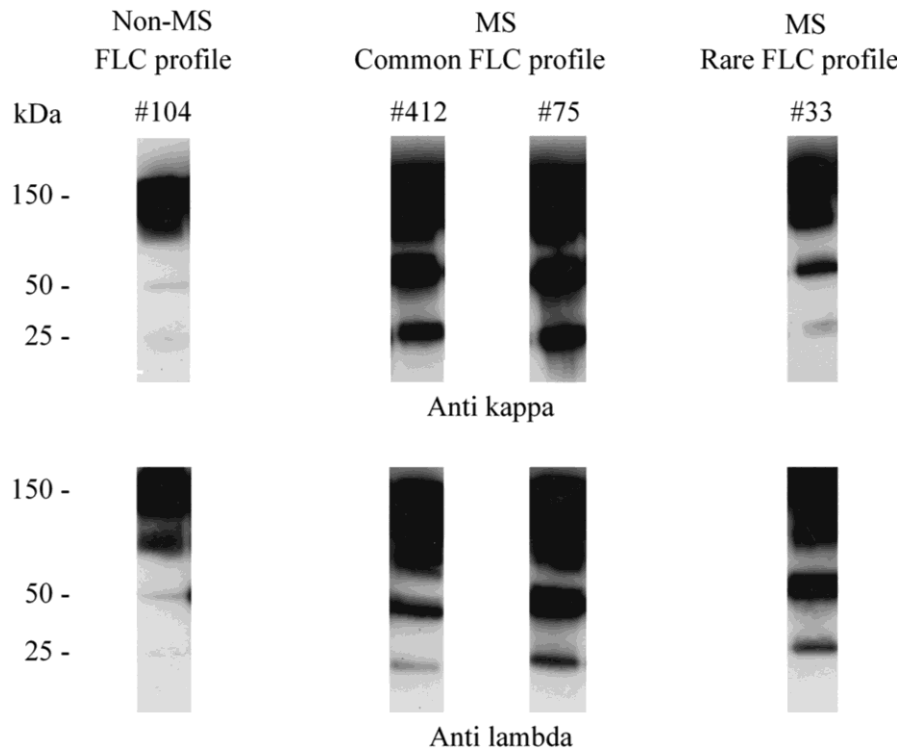 Non-MS
FLC profile
MS
Common FLC profile
MS
Rare FLC profile
kDa
#104
#412
#75
#33
150 -
50 -
25 -
Anti kappa
150 -
50 -
25 -
Anti lambda